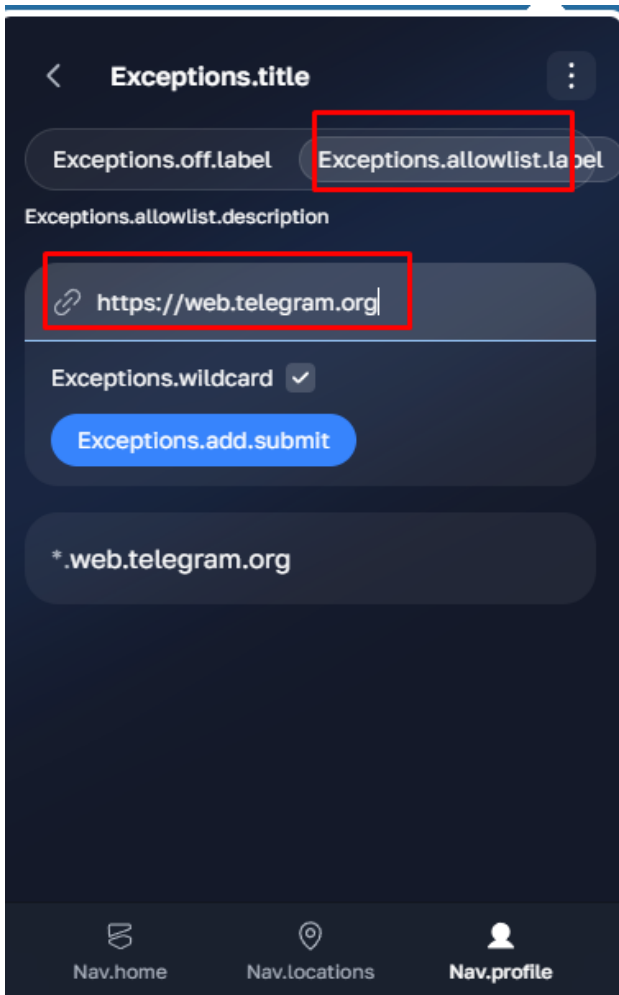 Exceptions.title
Exceptions.off.label Exceptions.allowlist.label
Exceptions.allowlist.description
https://web.telegram.org
Exceptions.wildcard
Exceptions.add.submit
*.web.telegram.org
Nav.home Nav.locations Nav.profile